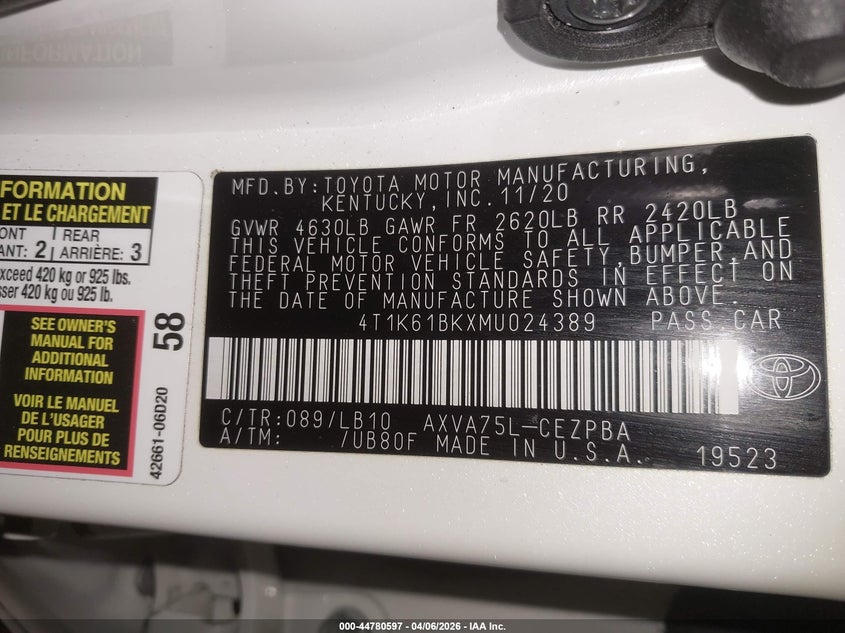 FORMATION
ET LE CHARGEMENT
ONT
ANT: 2
REAR
ARRIÈRE: 3
xceed 420 kg or 925 lbs.
sser 420 kg ou 925 lb.
SEE OWNER'S
MANUAL FOR
ADDITIONAL
INFORMATION
VOIR LE MANUEL
DE L'USAGER
POUR PLUS DE
RENSEIGNEMENTS
58
42661-06D20
MFD.BY:TOYOTA MOTOR MANUFACTURING,
KENTUCKY, INC. 11/20
GVWR 4630LB GAWR FR 2620LB RR 2420LB
THIS VEHICLE CONFORMS TO ALL APPLICABLE
FEDERAL MOTOR VEHICLE SAFETY,BUMPER,AND
THEFT PREVENTION STANDARDS IN EFFECT ON
THE DATE OF MANUFACTURE SHOWN ABOVE.
4T1K61BKXMU024389 PASS CAR
C/TR:089/LB10 AXVA75L-CEZPBA
A/TM: /UB80F MADE IN U.S.A. 19523
000-44780597 - 04/06/2026 - IAA Inc.